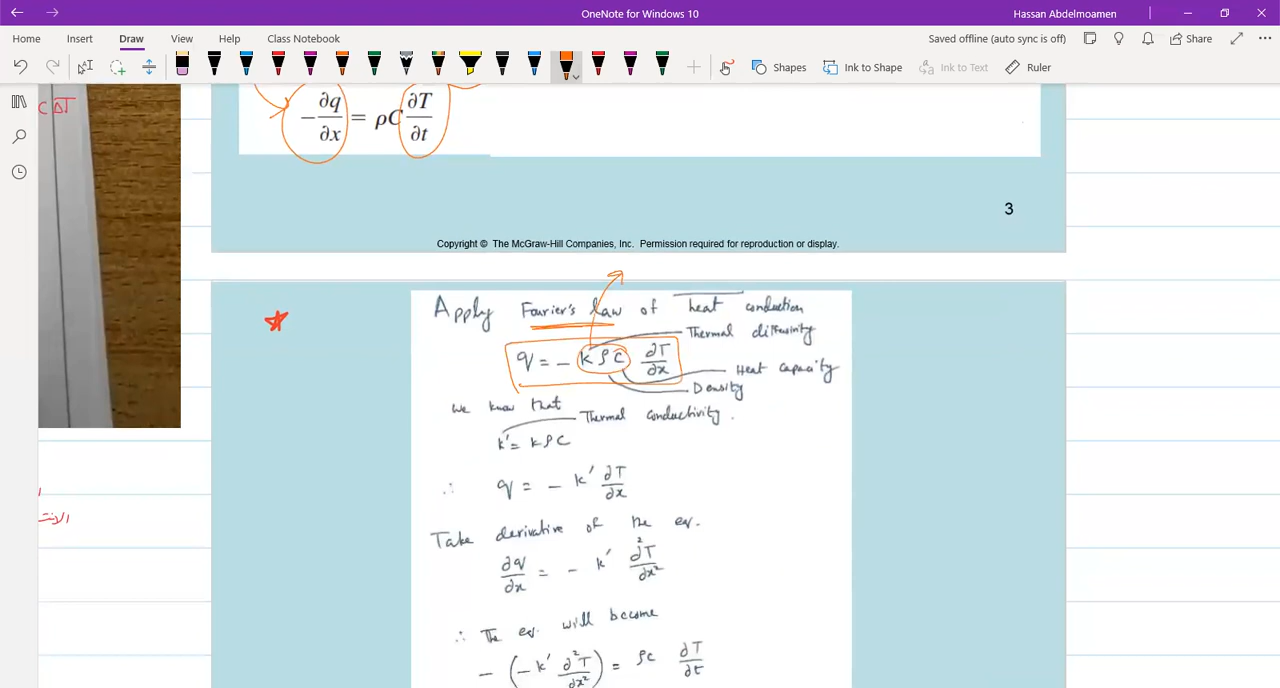 OneNote for Windows 10
Hassan Abdelmoamen
Home Insert Draw View Help Class Notebook
Saved offline (auto sync is off)
Share
Shapes
Ink to Shape
Ink to Text
Ruler
C ΔT
-∂q/∂x = ρC ∂T/∂t
3
Copyright © The McGraw-Hill Companies, Inc. Permission required for reproduction or display.
Apply Fourier's law of heat conduction
Thermal diffusivity
q = - k ρ C ∂T/∂x
Heat capacity
Density
we know that
Thermal conductivity.
k' = k ρ C
∴ q = - k' ∂T/∂x
Take derivative of the eq.
∂q/∂x = - k' ∂²T/∂x²
∴ The eq. will become
- (- k' ∂²T/∂x²) = ρC ∂T/∂t